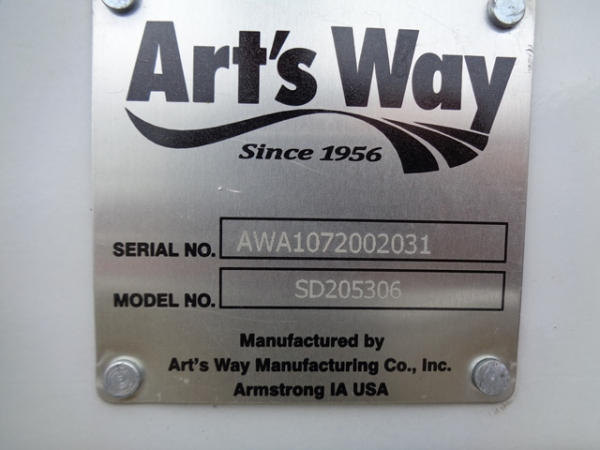 Art's Way
Since 1956
SERIAL NO. AWA1072002031
MODEL NO. SD205306
Manufactured by
Art's Way Manufacturing Co., Inc.
Armstrong IA USA